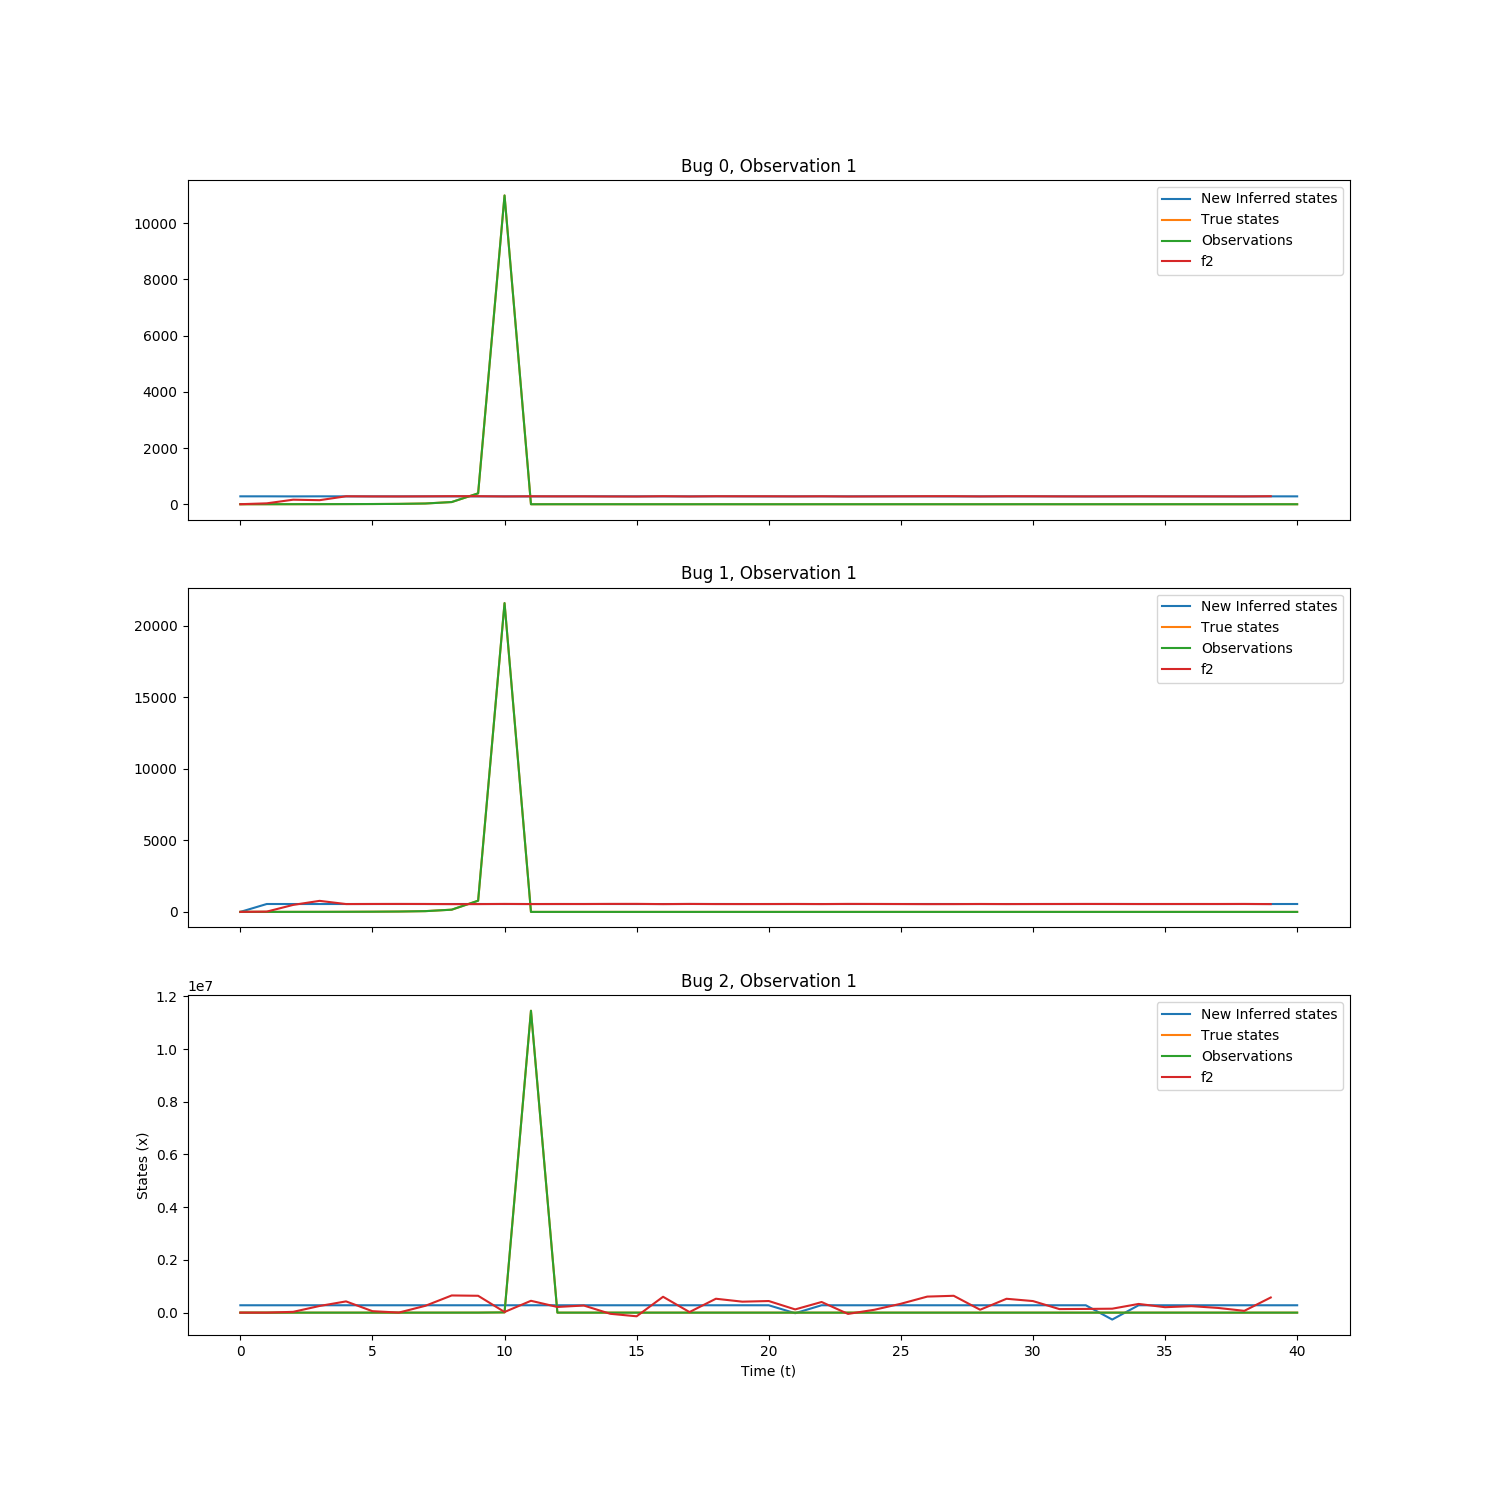 Bug 0, Observation 1
New Inferred states
True states
Observations
f2
10000
8000
6000
4000
2000
0
Bug 1, Observation 1
New Inferred states
True states
Observations
f2
20000
15000
10000
5000
0
Bug 2, Observation 1
1e7
New Inferred states
True states
Observations
f2
1.2
1.0
0.8
0.6
0.4
0.2
0.0
States (x)
0 5 10 15 20 25 30 35 40
Time (t)